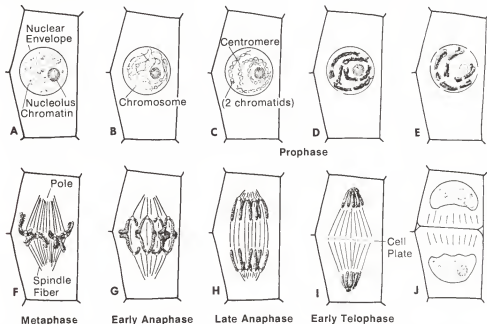 Nuclear
Envelope
Nucleolus
Chromatin
A
Chromosome
B
Centromere
(2 chromatids)
C
D
E
Prophase
Pole
Spindle
Fiber
F
G
H
Cell
Plate
I
J
Metaphase
Early Anaphase
Late Anaphase
Early Telophase